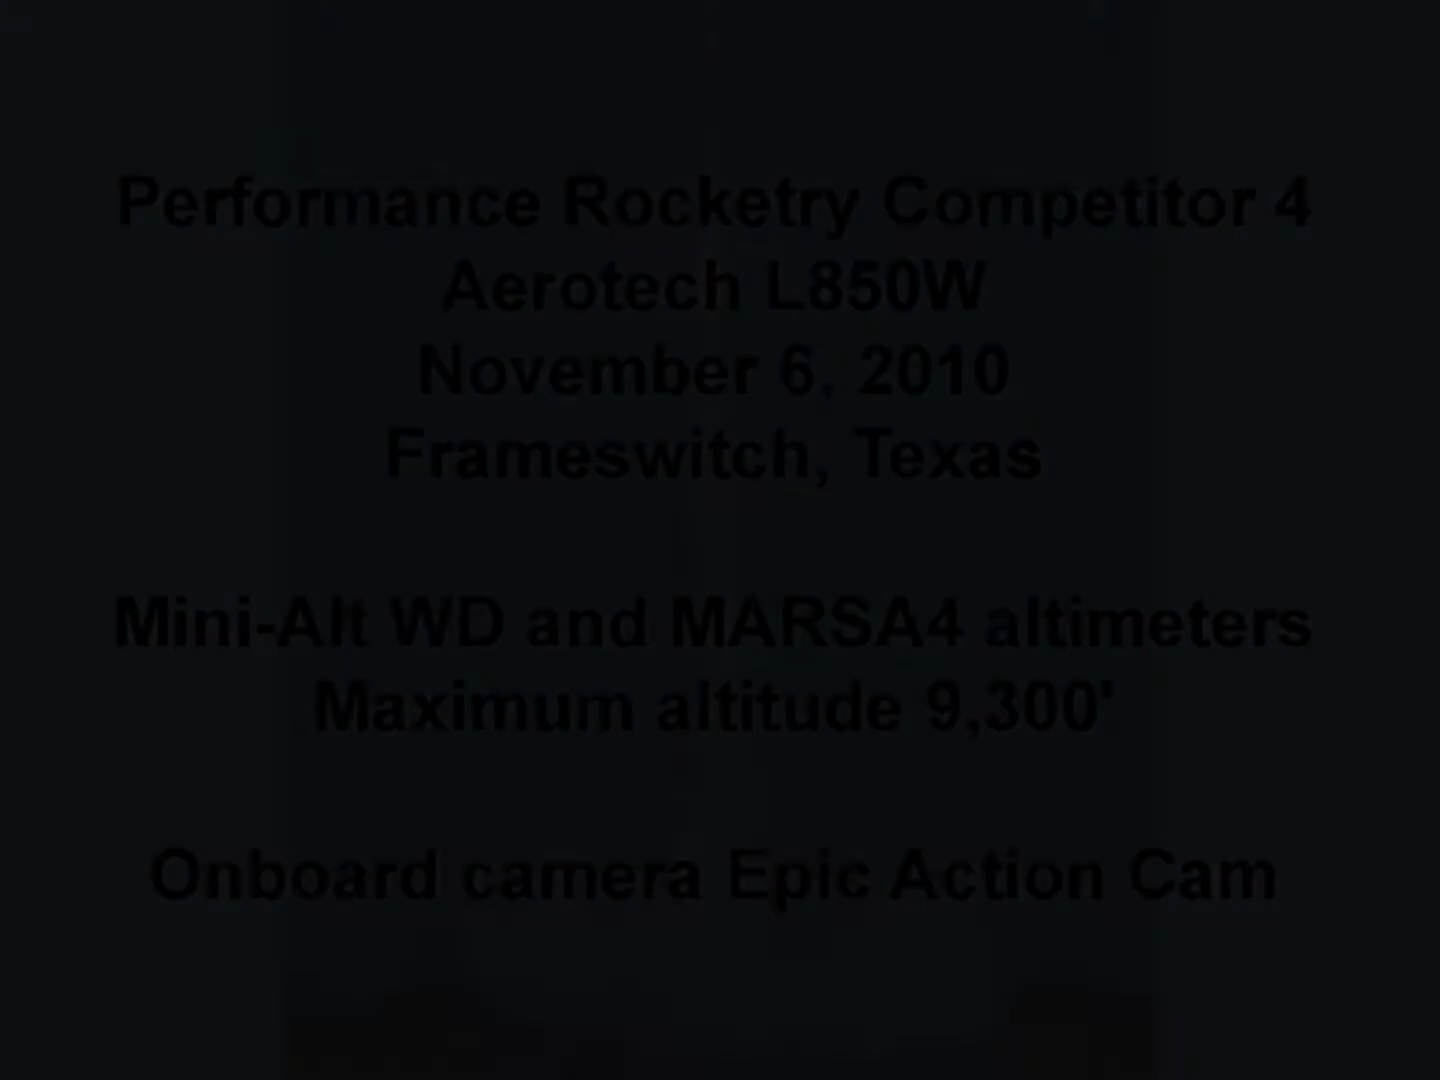 Performance Rocketry Competitor 4
Aerotech L850W
November 6, 2010
Frameswitch, Texas
Mini-Alt WD and MARSA4 altimeters
Maximum altitude 9,300'
Onboard camera Epic Action Cam